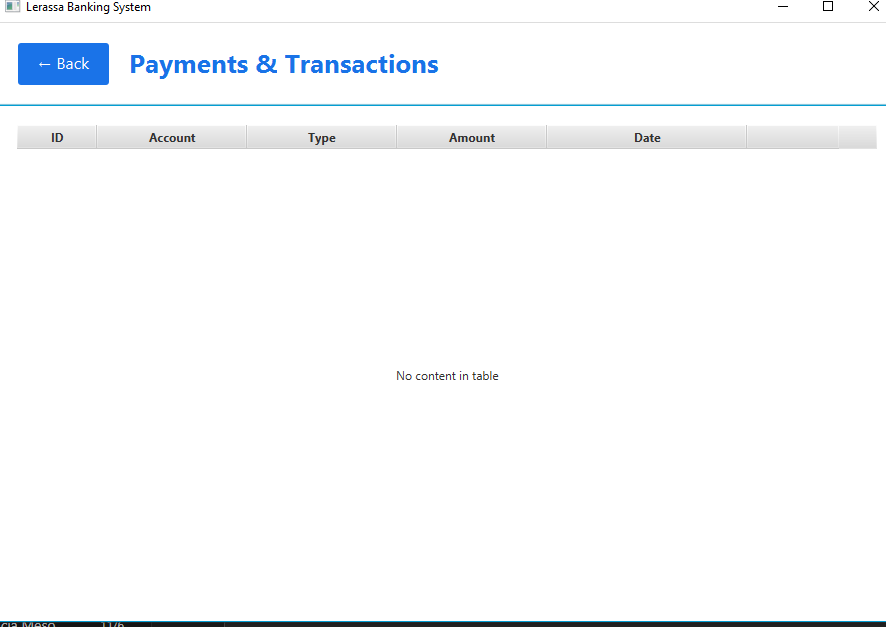 Lerassa Banking System
← Back
Payments & Transactions
ID Account Type Amount Date
No content in table